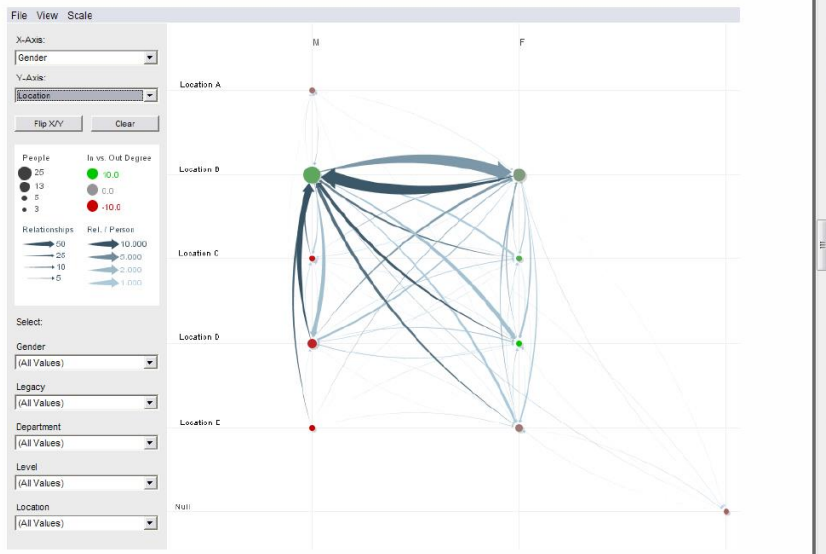 File View Scale
X-Axis:
Gender
Y-Axis:
Location
Flip X/Y Clear
People In vs. Out Degree
25 10.0
13 0.0
5 -10.0
3
Relationships Rel. / Person
50 10.000
25 5.000
10 2.000
5 1.000
Select:
Gender
(All Values)
Legacy
(All Values)
Department
(All Values)
Level
(All Values)
Location
(All Values)
M F
Location A
Location B
Location C
Location D
Location E
Null